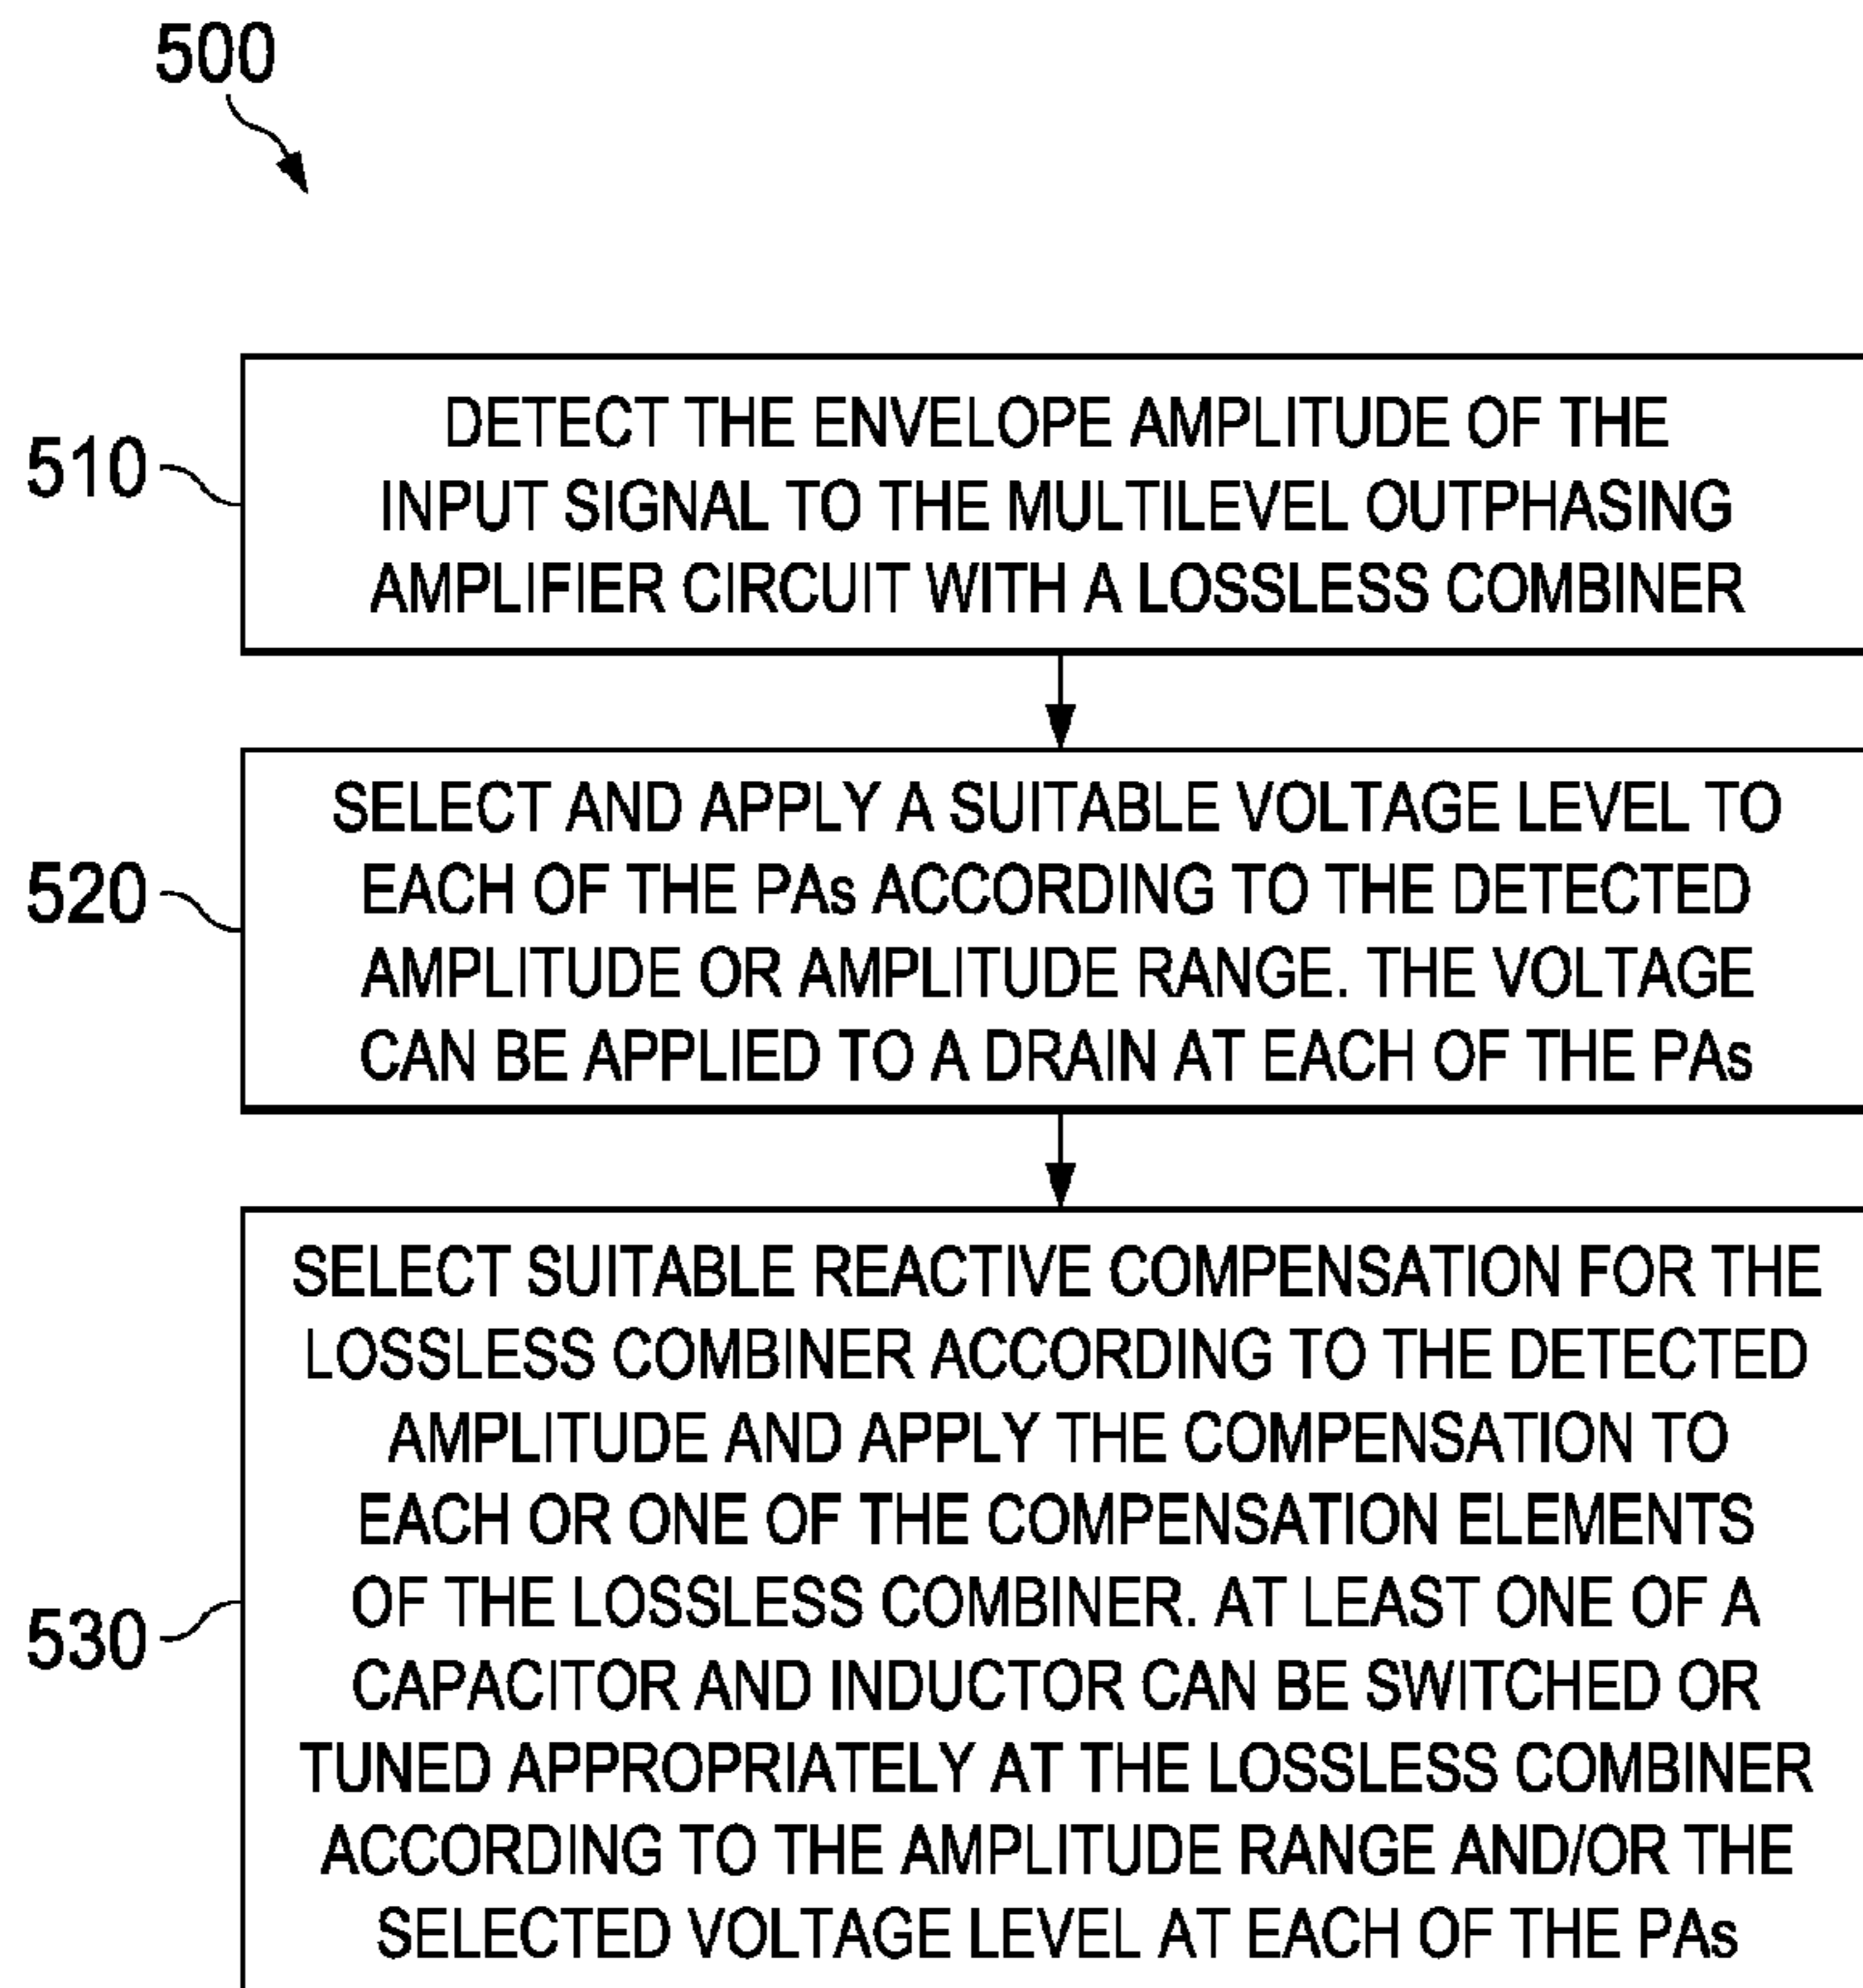 500
510
DETECT THE ENVELOPE AMPLITUDE OF THE
INPUT SIGNAL TO THE MULTILEVEL OUTPHASING
AMPLIFIER CIRCUIT WITH A LOSSLESS COMBINER
520
SELECT AND APPLY A SUITABLE VOLTAGE LEVEL TO
EACH OF THE PAs ACCORDING TO THE DETECTED
AMPLITUDE OR AMPLITUDE RANGE. THE VOLTAGE
CAN BE APPLIED TO A DRAIN AT EACH OF THE PAs
530
SELECT SUITABLE REACTIVE COMPENSATION FOR THE
LOSSLESS COMBINER ACCORDING TO THE DETECTED
AMPLITUDE AND APPLY THE COMPENSATION TO
EACH OR ONE OF THE COMPENSATION ELEMENTS
OF THE LOSSLESS COMBINER. AT LEAST ONE OF A
CAPACITOR AND INDUCTOR CAN BE SWITCHED OR
TUNED APPROPRIATELY AT THE LOSSLESS COMBINER
ACCORDING TO THE AMPLITUDE RANGE AND/OR THE
SELECTED VOLTAGE LEVEL AT EACH OF THE PAs